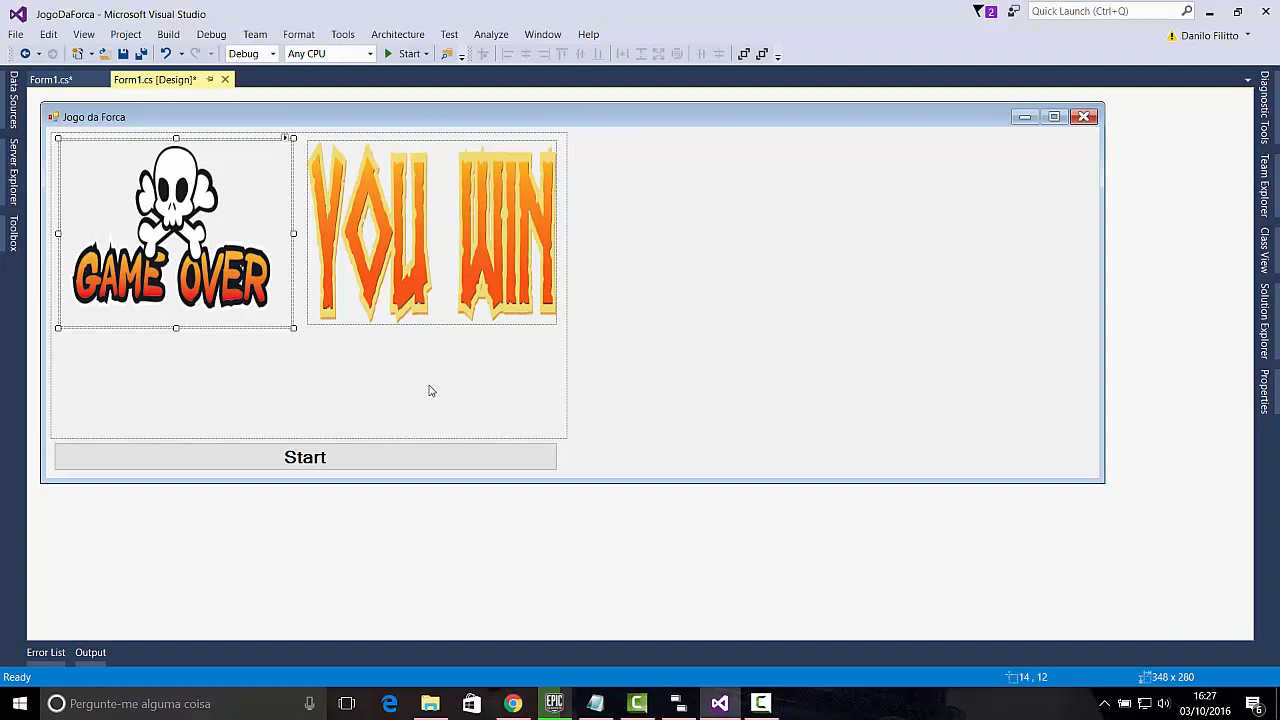 JogoDaForca - Microsoft Visual Studio
2
Quick Launch (Ctrl+Q)
File Edit View Project Build Debug Team Format Tools Architecture Test Analyze Window Help
Danilo Filitto
Debug Any CPU Start
Form1.cs* Form1.cs [Design]*
Data Sources
Server Explorer
Toolbox
Jogo da Forca
GAME OVER
YOU WIN
Start
Diagnostic Tools
Team Explorer
Class View
Solution Explorer
Properties
Error List Output
Ready 14 , 12 348 x 280
Pergunte-me alguma coisa
EPIC
16:27
03/10/2016
6